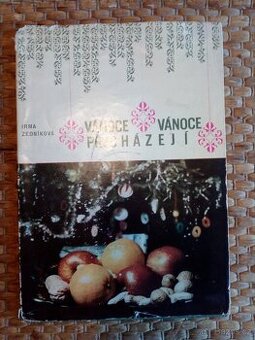 IRMA
ZEDNÍKOVÁ
VÁNOCE
VÁNOCE
PŘICHÁZEJÍ